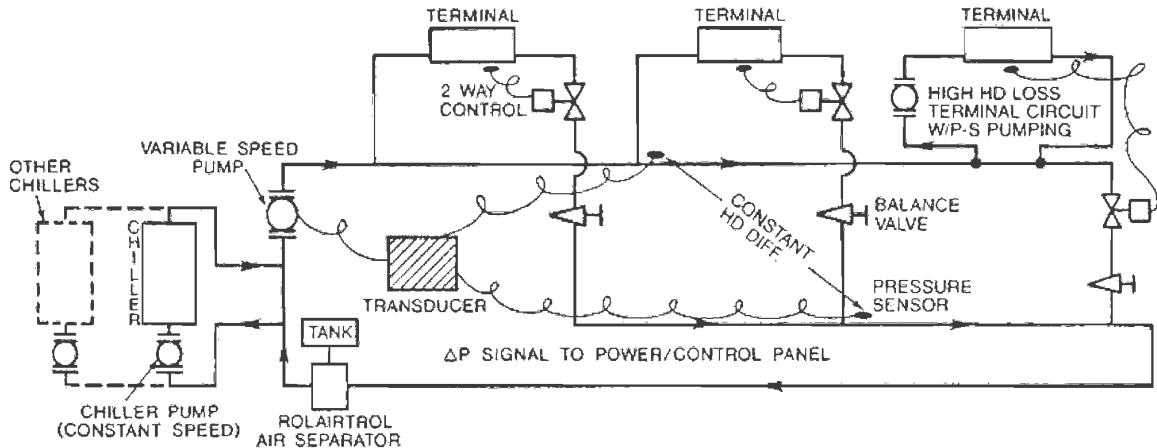 TERMINAL
TERMINAL
TERMINAL
2 WAY
CONTROL
HIGH HD LOSS
TERMINAL CIRCUIT
W/P-S PUMPING
VARIABLE SPEED
PUMP
OTHER
CHILLERS
CHILLER
CONSTANT
HD DIFF.
BALANCE
VALVE
TRANSDUCER
PRESSURE
SENSOR
TANK
ΔP SIGNAL TO POWER/CONTROL PANEL
CHILLER PUMP
(CONSTANT SPEED)
ROLAIRTROL
AIR SEPARATOR